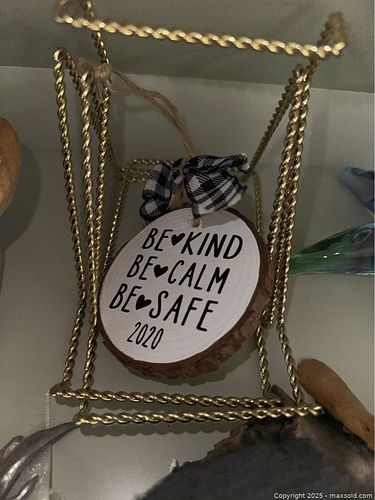 BE♥KIND
BE♥CALM
BE♥SAFE
2020
Copyright 2025 - maxsold.com